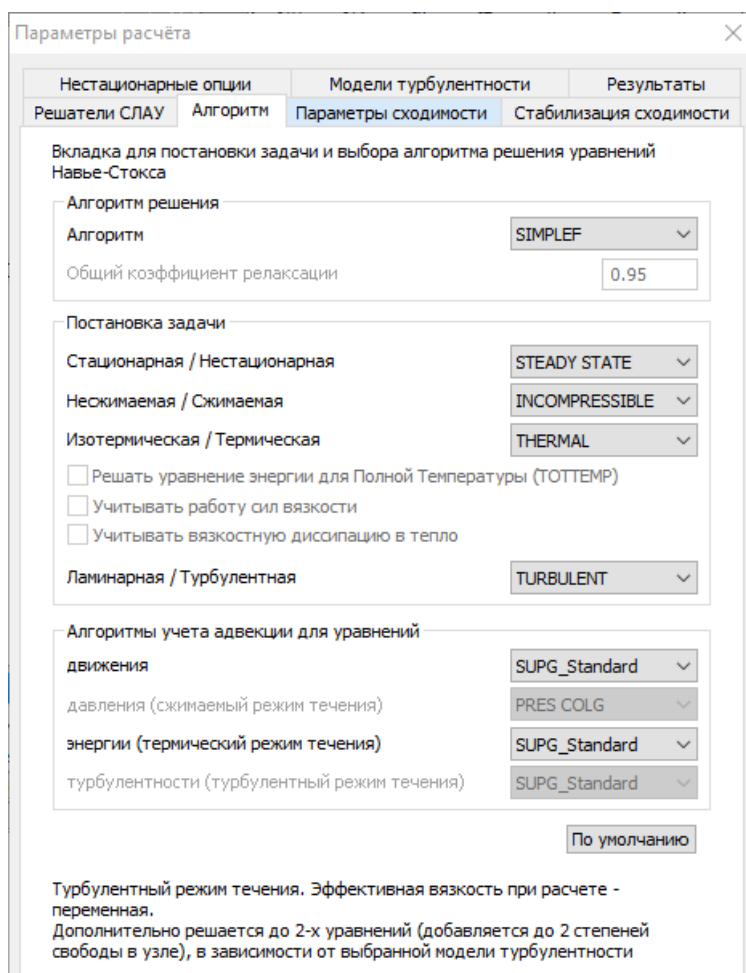 Параметры расчёта
Нестационарные опции Модели турбулентности Результаты
Решатели СЛАУ Алгоритм Параметры сходимости Стабилизация сходимости
Вкладка для постановки задачи и выбора алгоритма решения уравнений
Навье-Стокса
Алгоритм решения
Алгоритм SIMPLEF
Общий коэффициент релаксации 0.95
Постановка задачи
Стационарная / Нестационарная STEADY STATE
Несжимаемая / Сжимаемая INCOMPRESSIBLE
Изотермическая / Термическая THERMAL
Решать уравнение энергии для Полной Температуры (TOTTEMP)
Учитывать работу сил вязкости
Учитывать вязкостную диссипацию в тепло
Ламинарная / Турбулентная TURBULENT
Алгоритмы учета адвекции для уравнений
движения SUPG_Standard
давления (сжимаемый режим течения) PRES COLG
энергии (термический режим течения) SUPG_Standard
турбулентности (турбулентный режим течения) SUPG_Standard
По умолчанию
Турбулентный режим течения. Эффективная вязкость при расчете -
переменная.
Дополнительно решается до 2-х уравнений (добавляется до 2 степеней
свободы в узле), в зависимости от выбранной модели турбулентности